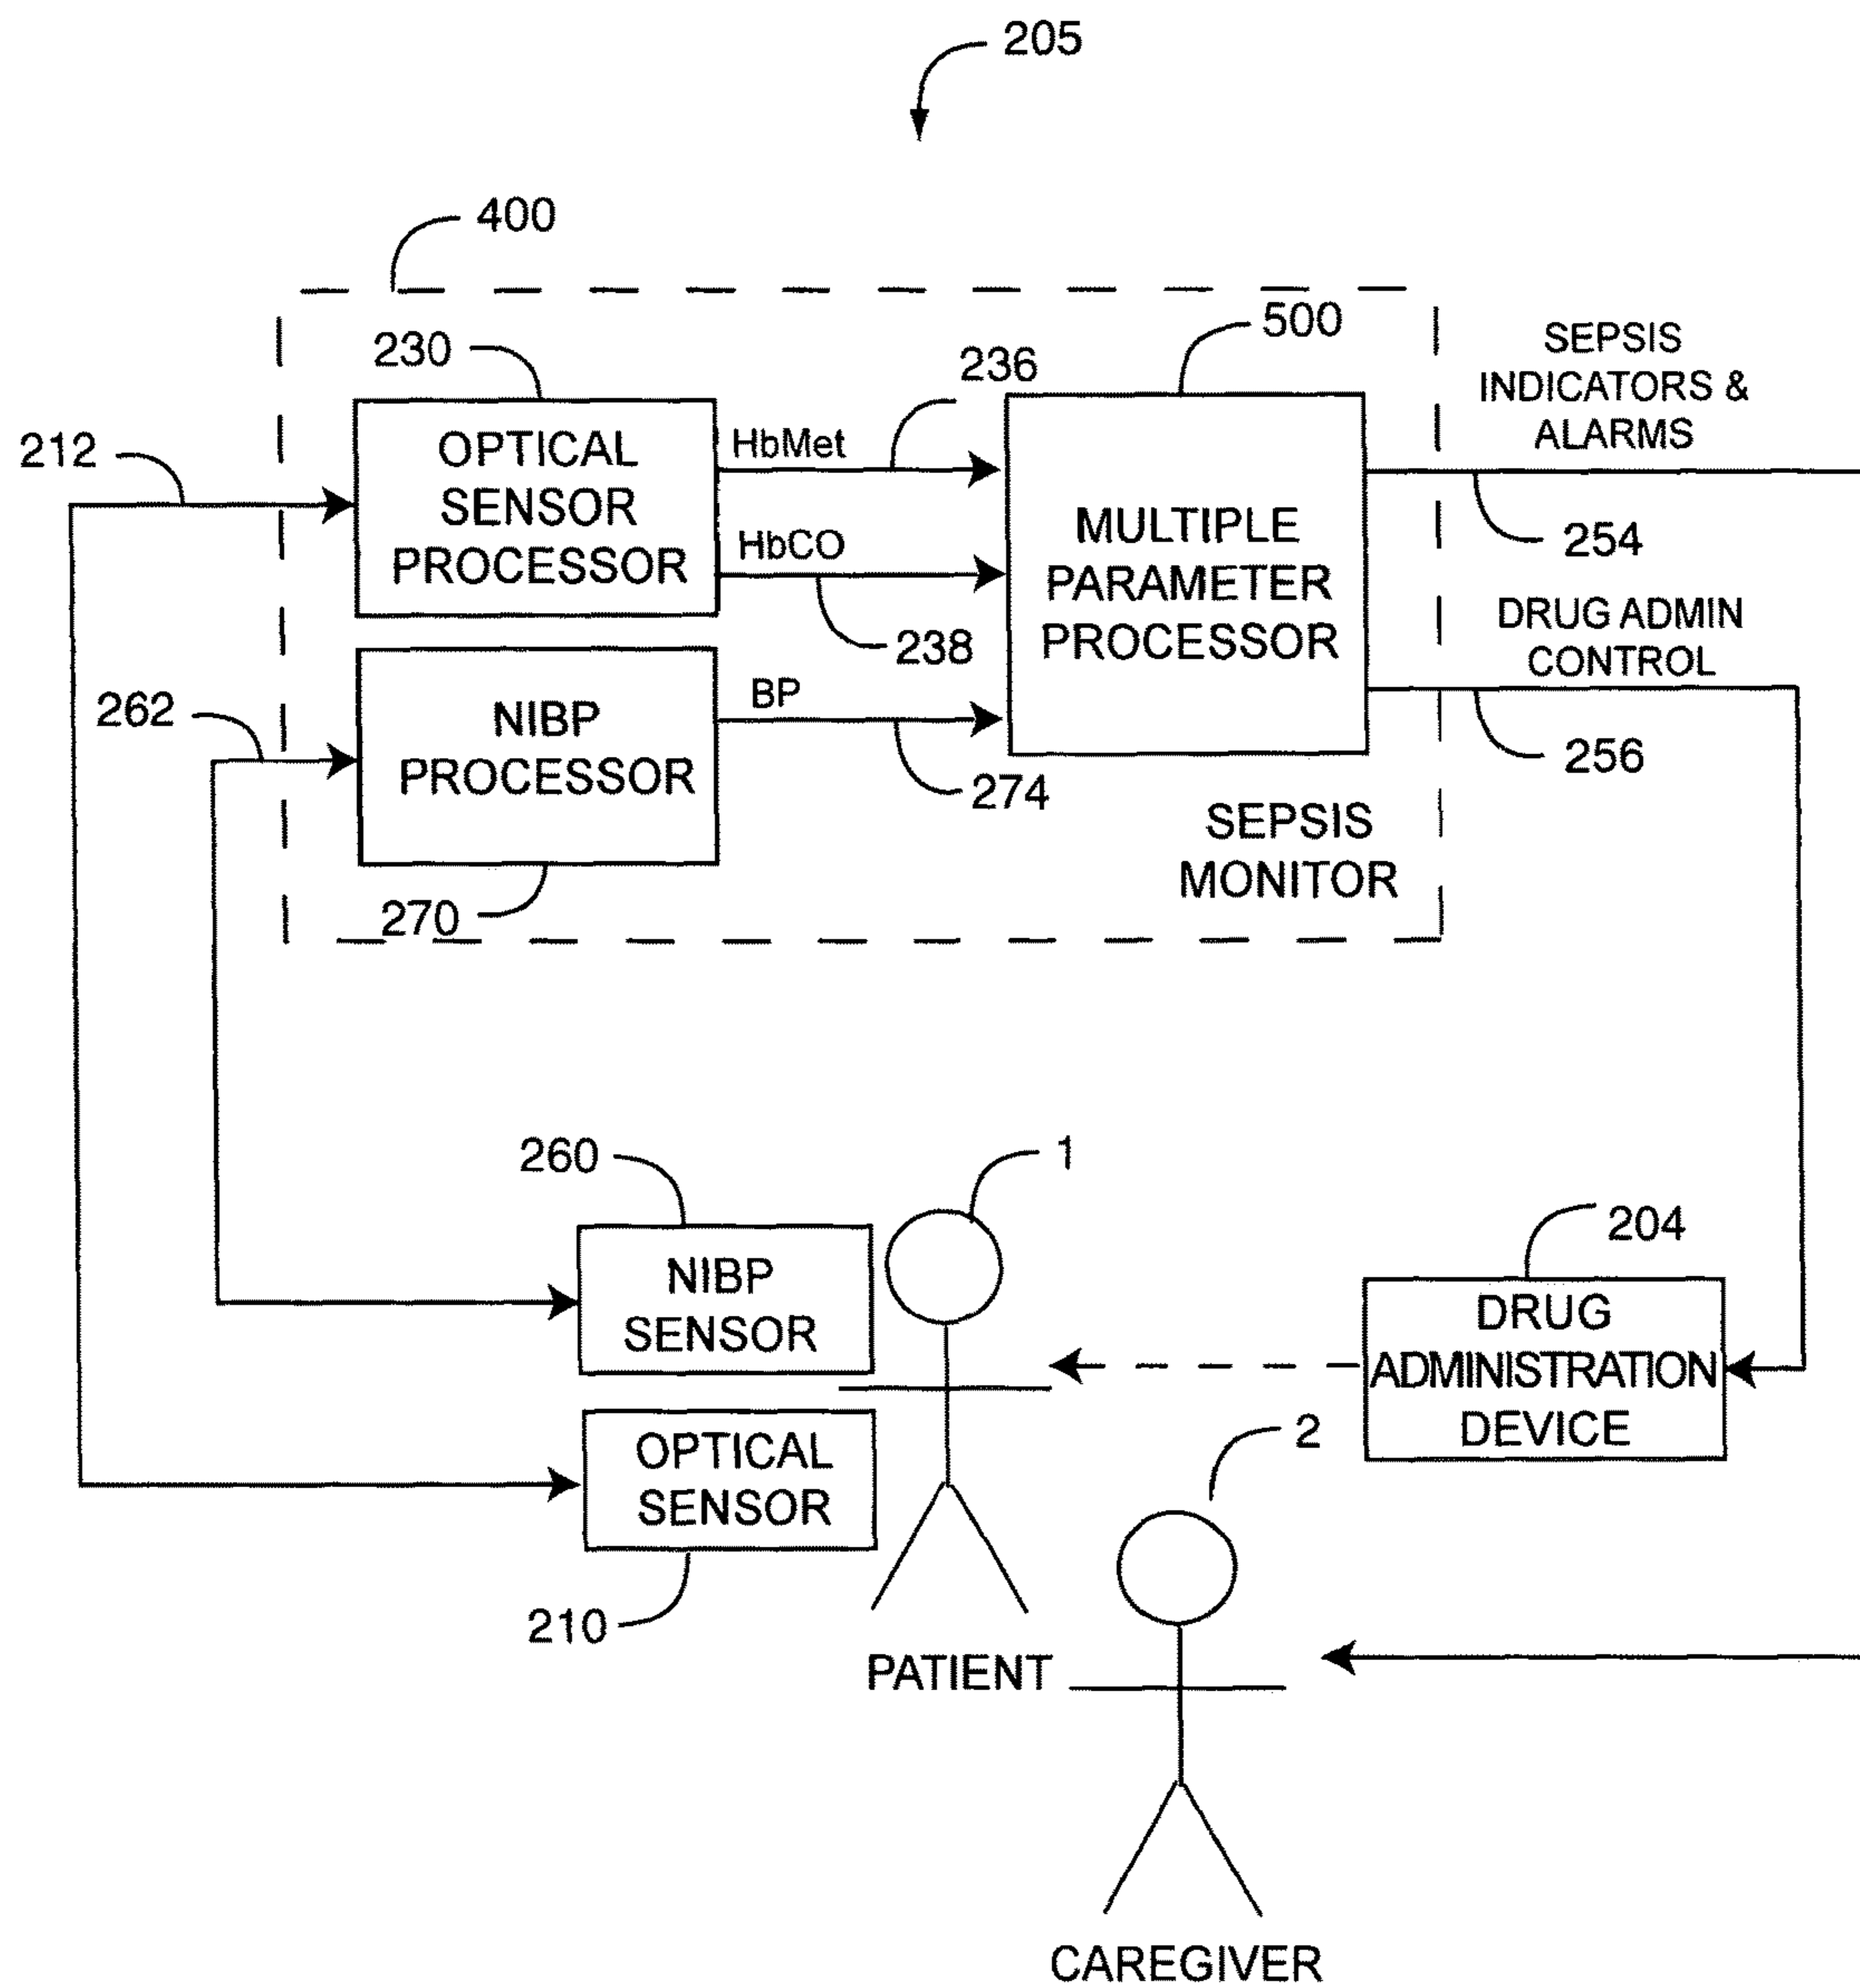 205
400
230
236
500
SEPSIS
INDICATORS &
ALARMS
212
OPTICAL
SENSOR
PROCESSOR
HbMet
HbCO
MULTIPLE
PARAMETER
PROCESSOR
254
238
DRUG ADMIN
CONTROL
262
NIBP
PROCESSOR
BP
274
256
SEPSIS
MONITOR
270
260
1
204
NIBP
SENSOR
DRUG
ADMINISTRATION
DEVICE
2
OPTICAL
SENSOR
210
PATIENT
CAREGIVER